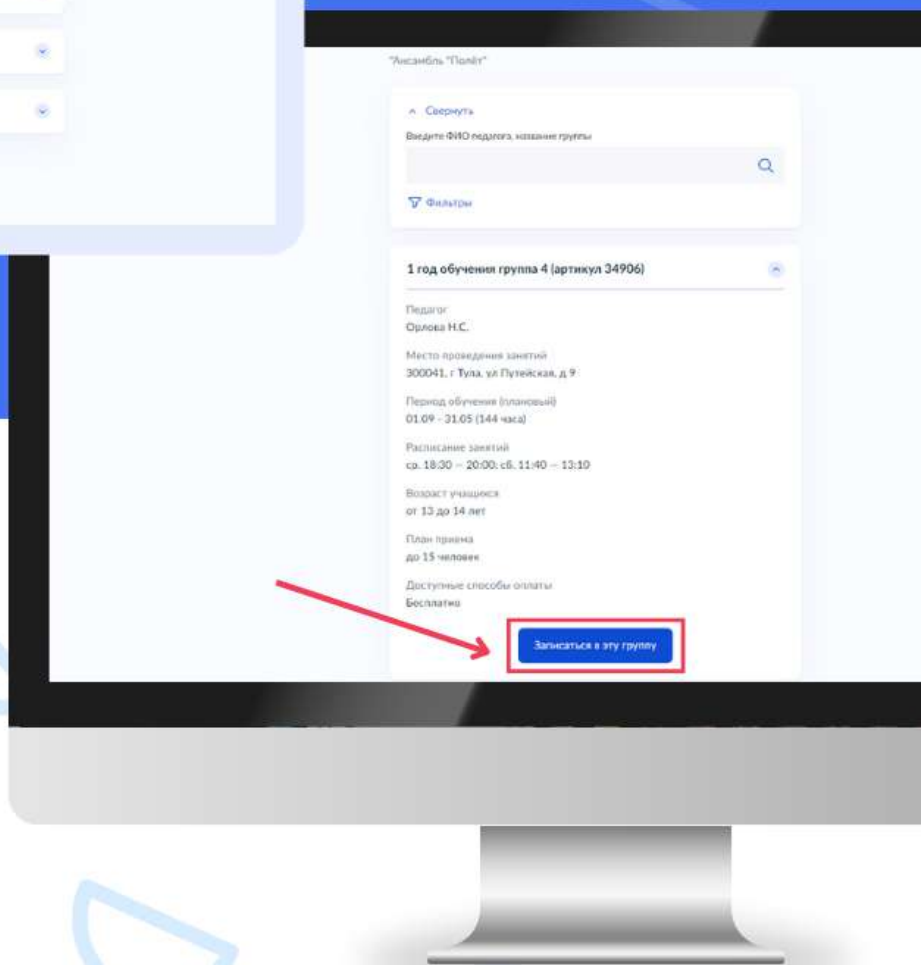 "Ансамбль "Полёт"
Свернуть
Введите ФИО педагога, название группы
Фильтры
1 год обучения группа 4 (артикул 34906)
Педагог
Орлова Н.С.
Место проведения занятий
300041, г Тула, ул Путейская, д 9
Период обучения (плановый)
01.09 - 31.05 (144 часа)
Расписание занятий
ср. 18:30 — 20:00; сб. 11:40 — 13:10
Возраст учащихся
от 13 до 14 лет
План приема
до 15 человек
Доступные способы оплаты
Бесплатно
Записаться в эту группу